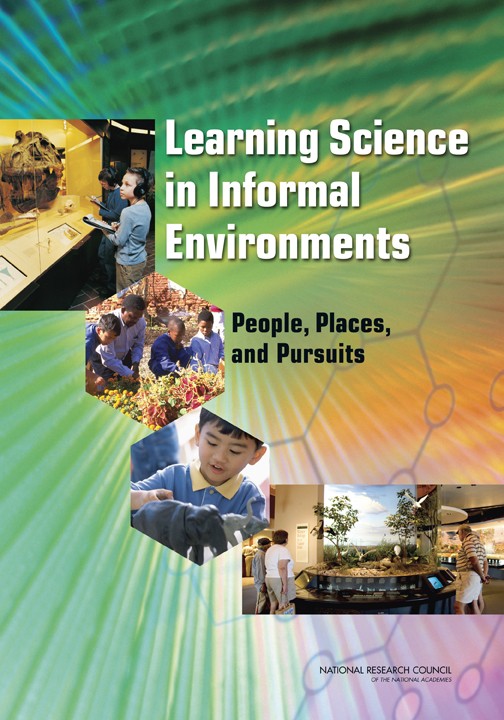 Learning Science
in Informal
Environments
People, Places,
and Pursuits
NATIONAL RESEARCH COUNCIL
OF THE NATIONAL ACADEMIES